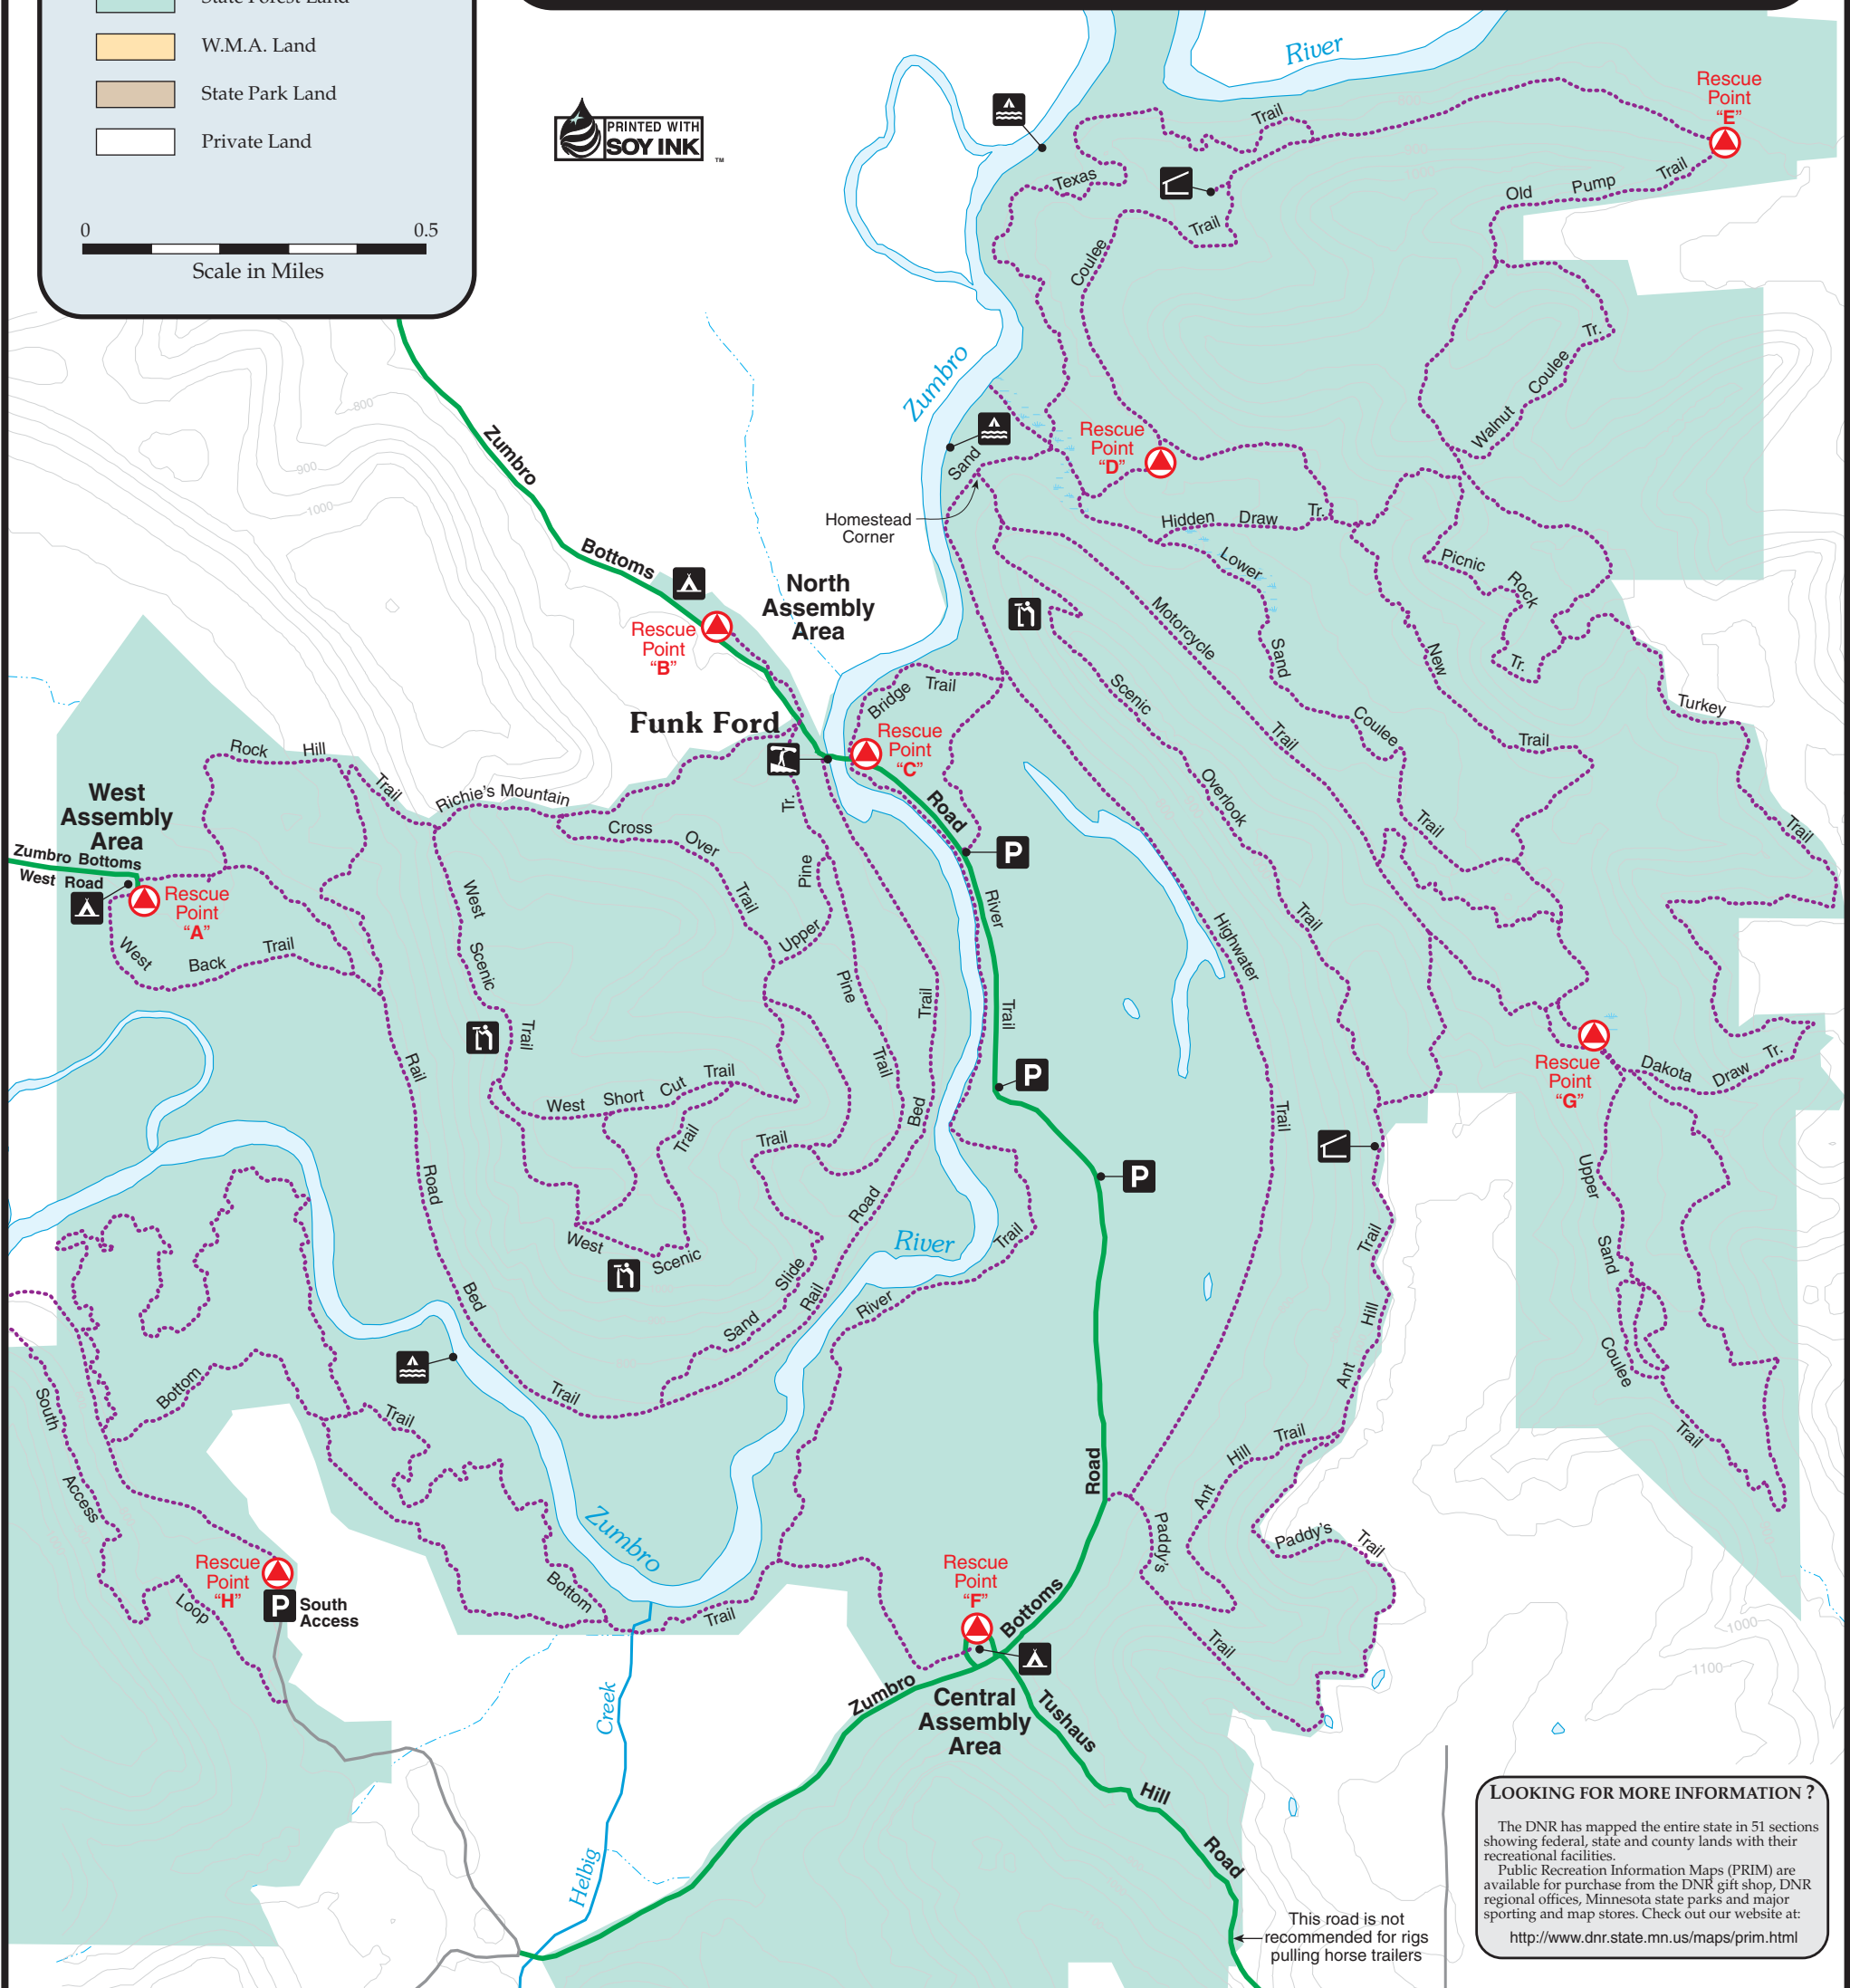 State Forest Land
W.M.A. Land
State Park Land
Private Land
0 0.5
Scale in Miles
PRINTED WITH
SOY INK
TM
River
Rescue
Point
“E”
Trail
Texas
Trail
Old Pump Trail
Coulee
Walnut Coulee Tr.
Zumbro
Sand
Homestead
Corner
Rescue
Point
“D”
Hidden Draw Tr.
Lower
Sand
Coulee
Trail
Picnic
Rock
Tr.
New
Trail
Turkey
Trail
Motorcycle
Trail
Scenic
Overlook
Trail
800
900
1000
Zumbro
Bottoms
North
Assembly
Area
Rescue
Point
“B”
Funk Ford
Bridge Trail
Rescue
Point
“C”
Road
River
Trail
P
P
P
Highwater
Trail
Rock Hill
Trail
Richie's Mountain
Cross Over
Trail
Tr.
Pine
Upper
West
Assembly
Area
Zumbro Bottoms
West Road
Rescue
Point
“A”
West
Back
Trail
West
Scenic
Trail
Pine
Trail
Trail
Bed
Road
Rail
Rail
Road
Bed
Trail
West Short Cut Trail
Trail
Trail
West
Scenic
Slide
Sand
River
River
Trail
Rescue
Point
“G”
Dakota
Draw
Tr.
Upper
Sand
Coulee
Trail
Trail
Hill
Ant
Ant
Hill
Trail
Paddy's
Trail
Paddy's
Trail
Bottom
Trail
South
Access
Loop
Rescue
Point
“H”
P
South
Access
Zumbro
Bottom
Trail
Creek
Helbig
Road
Bottoms
Rescue
Point
“F”
Zumbro
Central
Assembly
Area
Tushaus
Hill
Road
1000
1100
This road is not
recommended for rigs
pulling horse trailers
LOOKING FOR MORE INFORMATION ?
The DNR has mapped the entire state in 51 sections
showing federal, state and county lands with their
recreational facilities.
Public Recreation Information Maps (PRIM) are
available for purchase from the DNR gift shop, DNR
regional offices, Minnesota state parks and major
sporting and map stores. Check out our website at:
http://www.dnr.state.mn.us/maps/prim.html